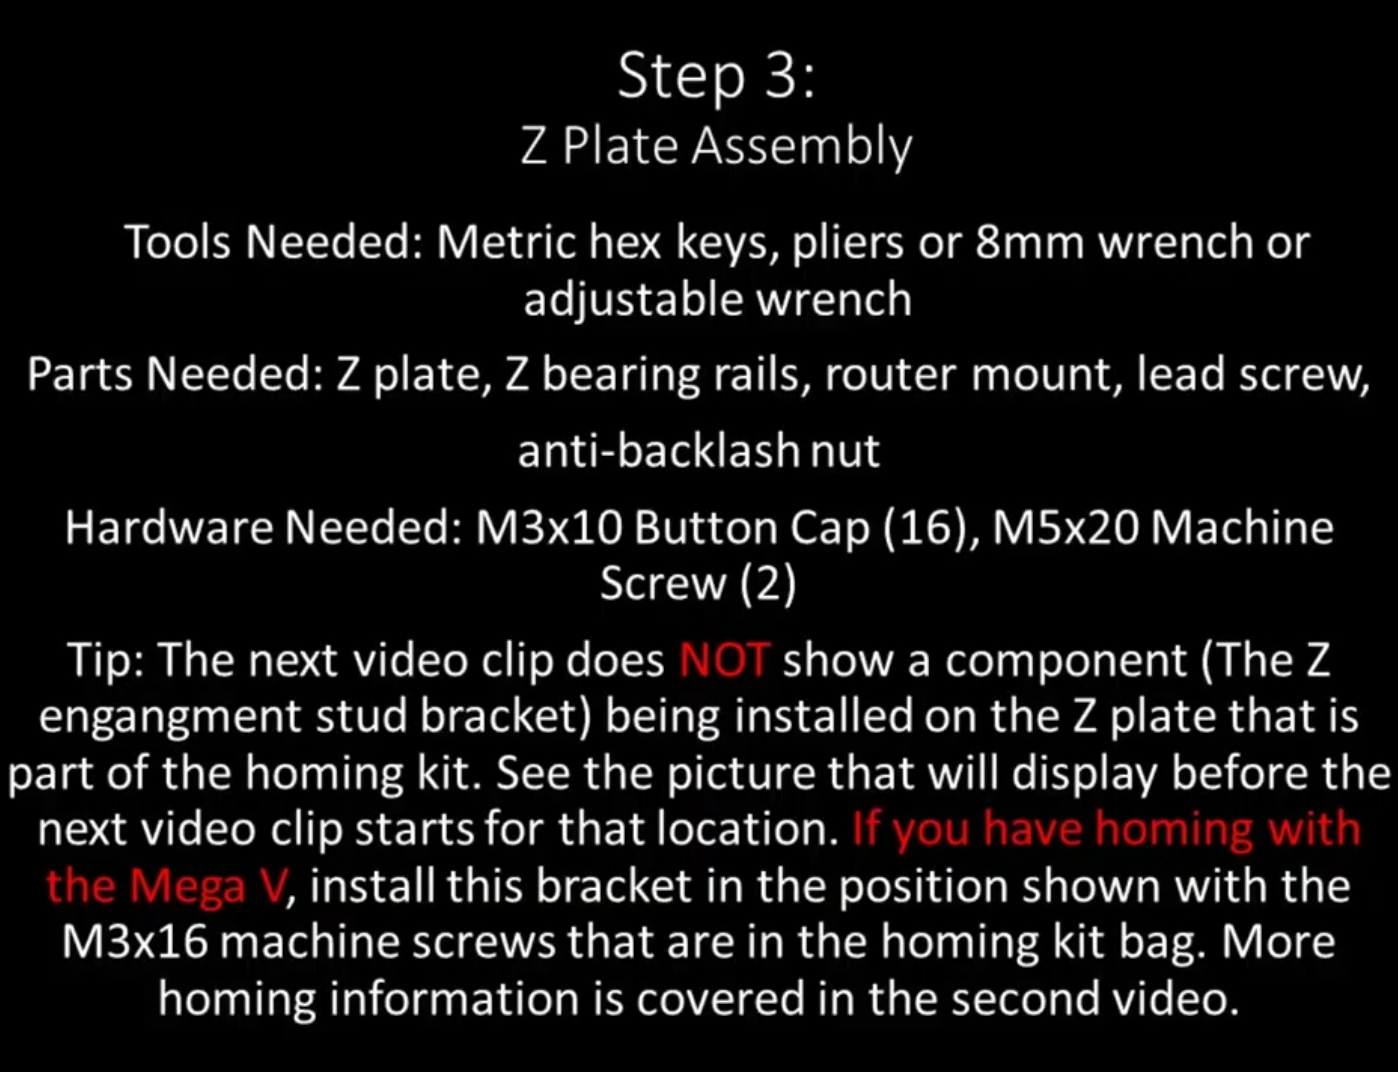 Step 3:
Z Plate Assembly
Tools Needed: Metric hex keys, pliers or 8mm wrench or
adjustable wrench
Parts Needed: Z plate, Z bearing rails, router mount, lead screw,
anti-backlash nut
Hardware Needed: M3x10 Button Cap (16), M5x20 Machine
Screw (2)
Tip: The next video clip does NOT show a component (The Z
engangment stud bracket) being installed on the Z plate that is
part of the homing kit. See the picture that will display before the
next video clip starts for that location. If you have homing with
the Mega V, install this bracket in the position shown with the
M3x16 machine screws that are in the homing kit bag. More
homing information is covered in the second video.